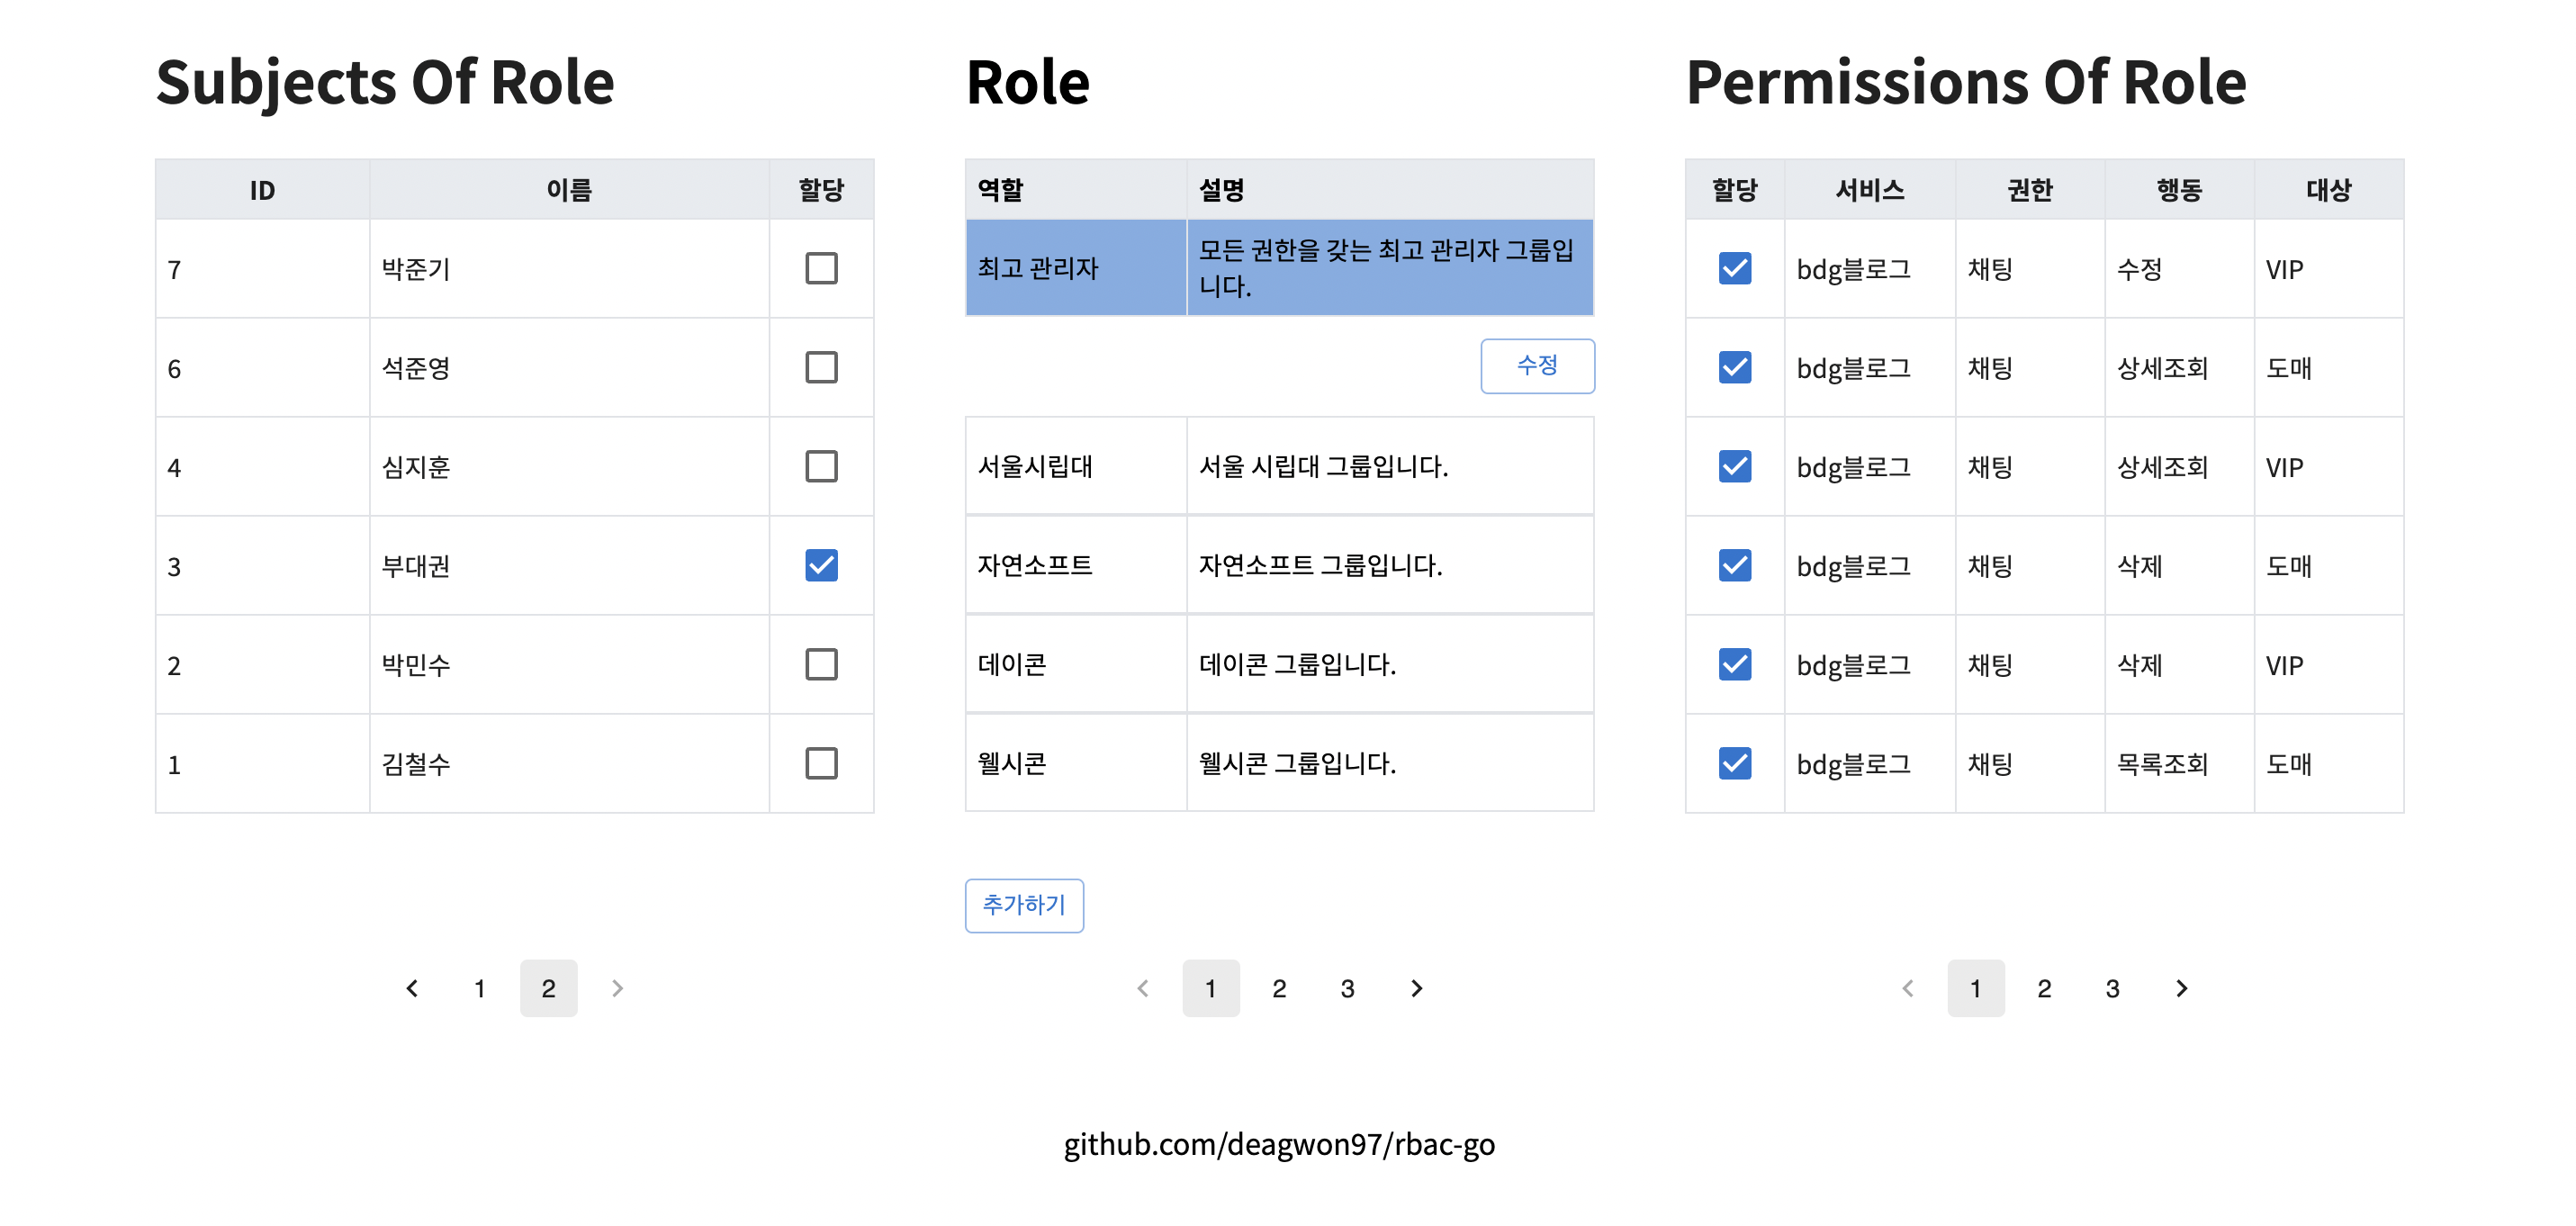 Subjects Of Role
ID 이름 할당
7 박준기
6 석준영
4 심지훈
3 부대권
2 박민수
1 김철수
1 2
Role
역할 설명
최고 관리자 모든 권한을 갖는 최고 관리자 그룹입
니다.
수정
서울시립대 서울 시립대 그룹입니다.
자연소프트 자연소프트 그룹입니다.
데이콘 데이콘 그룹입니다.
웰시콘 웰시콘 그룹입니다.
추가하기
1 2 3
Permissions Of Role
할당 서비스 권한 행동 대상
bdg블로그 채팅 수정 VIP
bdg블로그 채팅 상세조회 도매
bdg블로그 채팅 상세조회 VIP
bdg블로그 채팅 삭제 도매
bdg블로그 채팅 삭제 VIP
bdg블로그 채팅 목록조회 도매
1 2 3
github.com/deagwon97/rbac-go